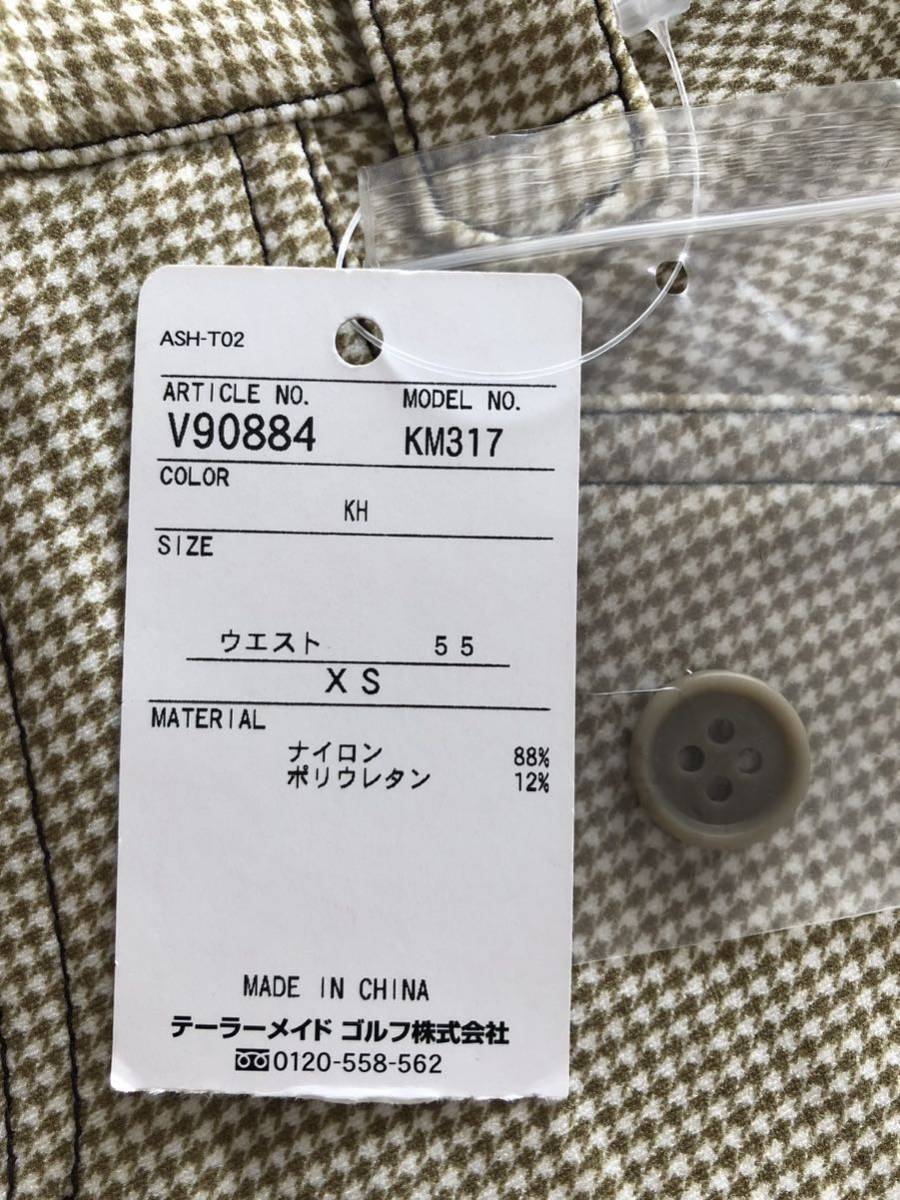 ASH-T02
ARTICLE NO. MODEL NO.
V90884 KM317
COLOR
KH
SIZE
ウエスト 55
XS
MATERIAL
ナイロン 88%
ポリウレタン 12%
MADE IN CHINA
テーラーメイド ゴルフ株式会社
0120-558-562